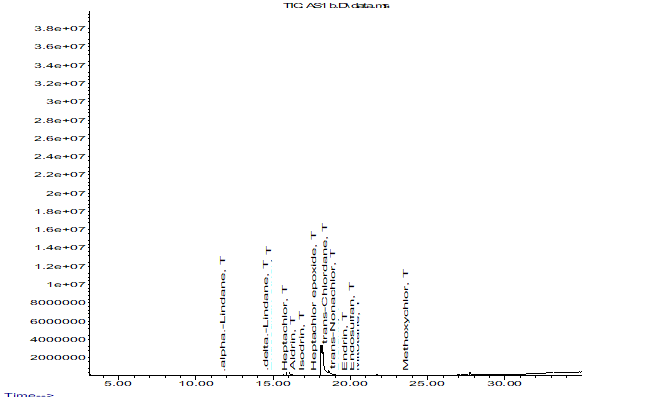 TIC: AS1b.D\data.ms
3.8e+07
3.6e+07
3.4e+07
3.2e+07
3e+07
2.8e+07
2.6e+07
2.4e+07
2.2e+07
2e+07
1.8e+07
1.6e+07
1.4e+07
1.2e+07
1e+07
8000000
6000000
4000000
2000000
.alpha.-Lindane, T
.delta.-Lindane, T
, T
Heptachlor, T
Aldrin, T
Isodrin, T
Heptachlor epoxide, T
trans-Chlordane, T
trans-Nonachlor, T
Endrin, T
Endosulfan, T
Methoxychlor, T
5.00
10.00
15.00
20.00
25.00
30.00
Time-->